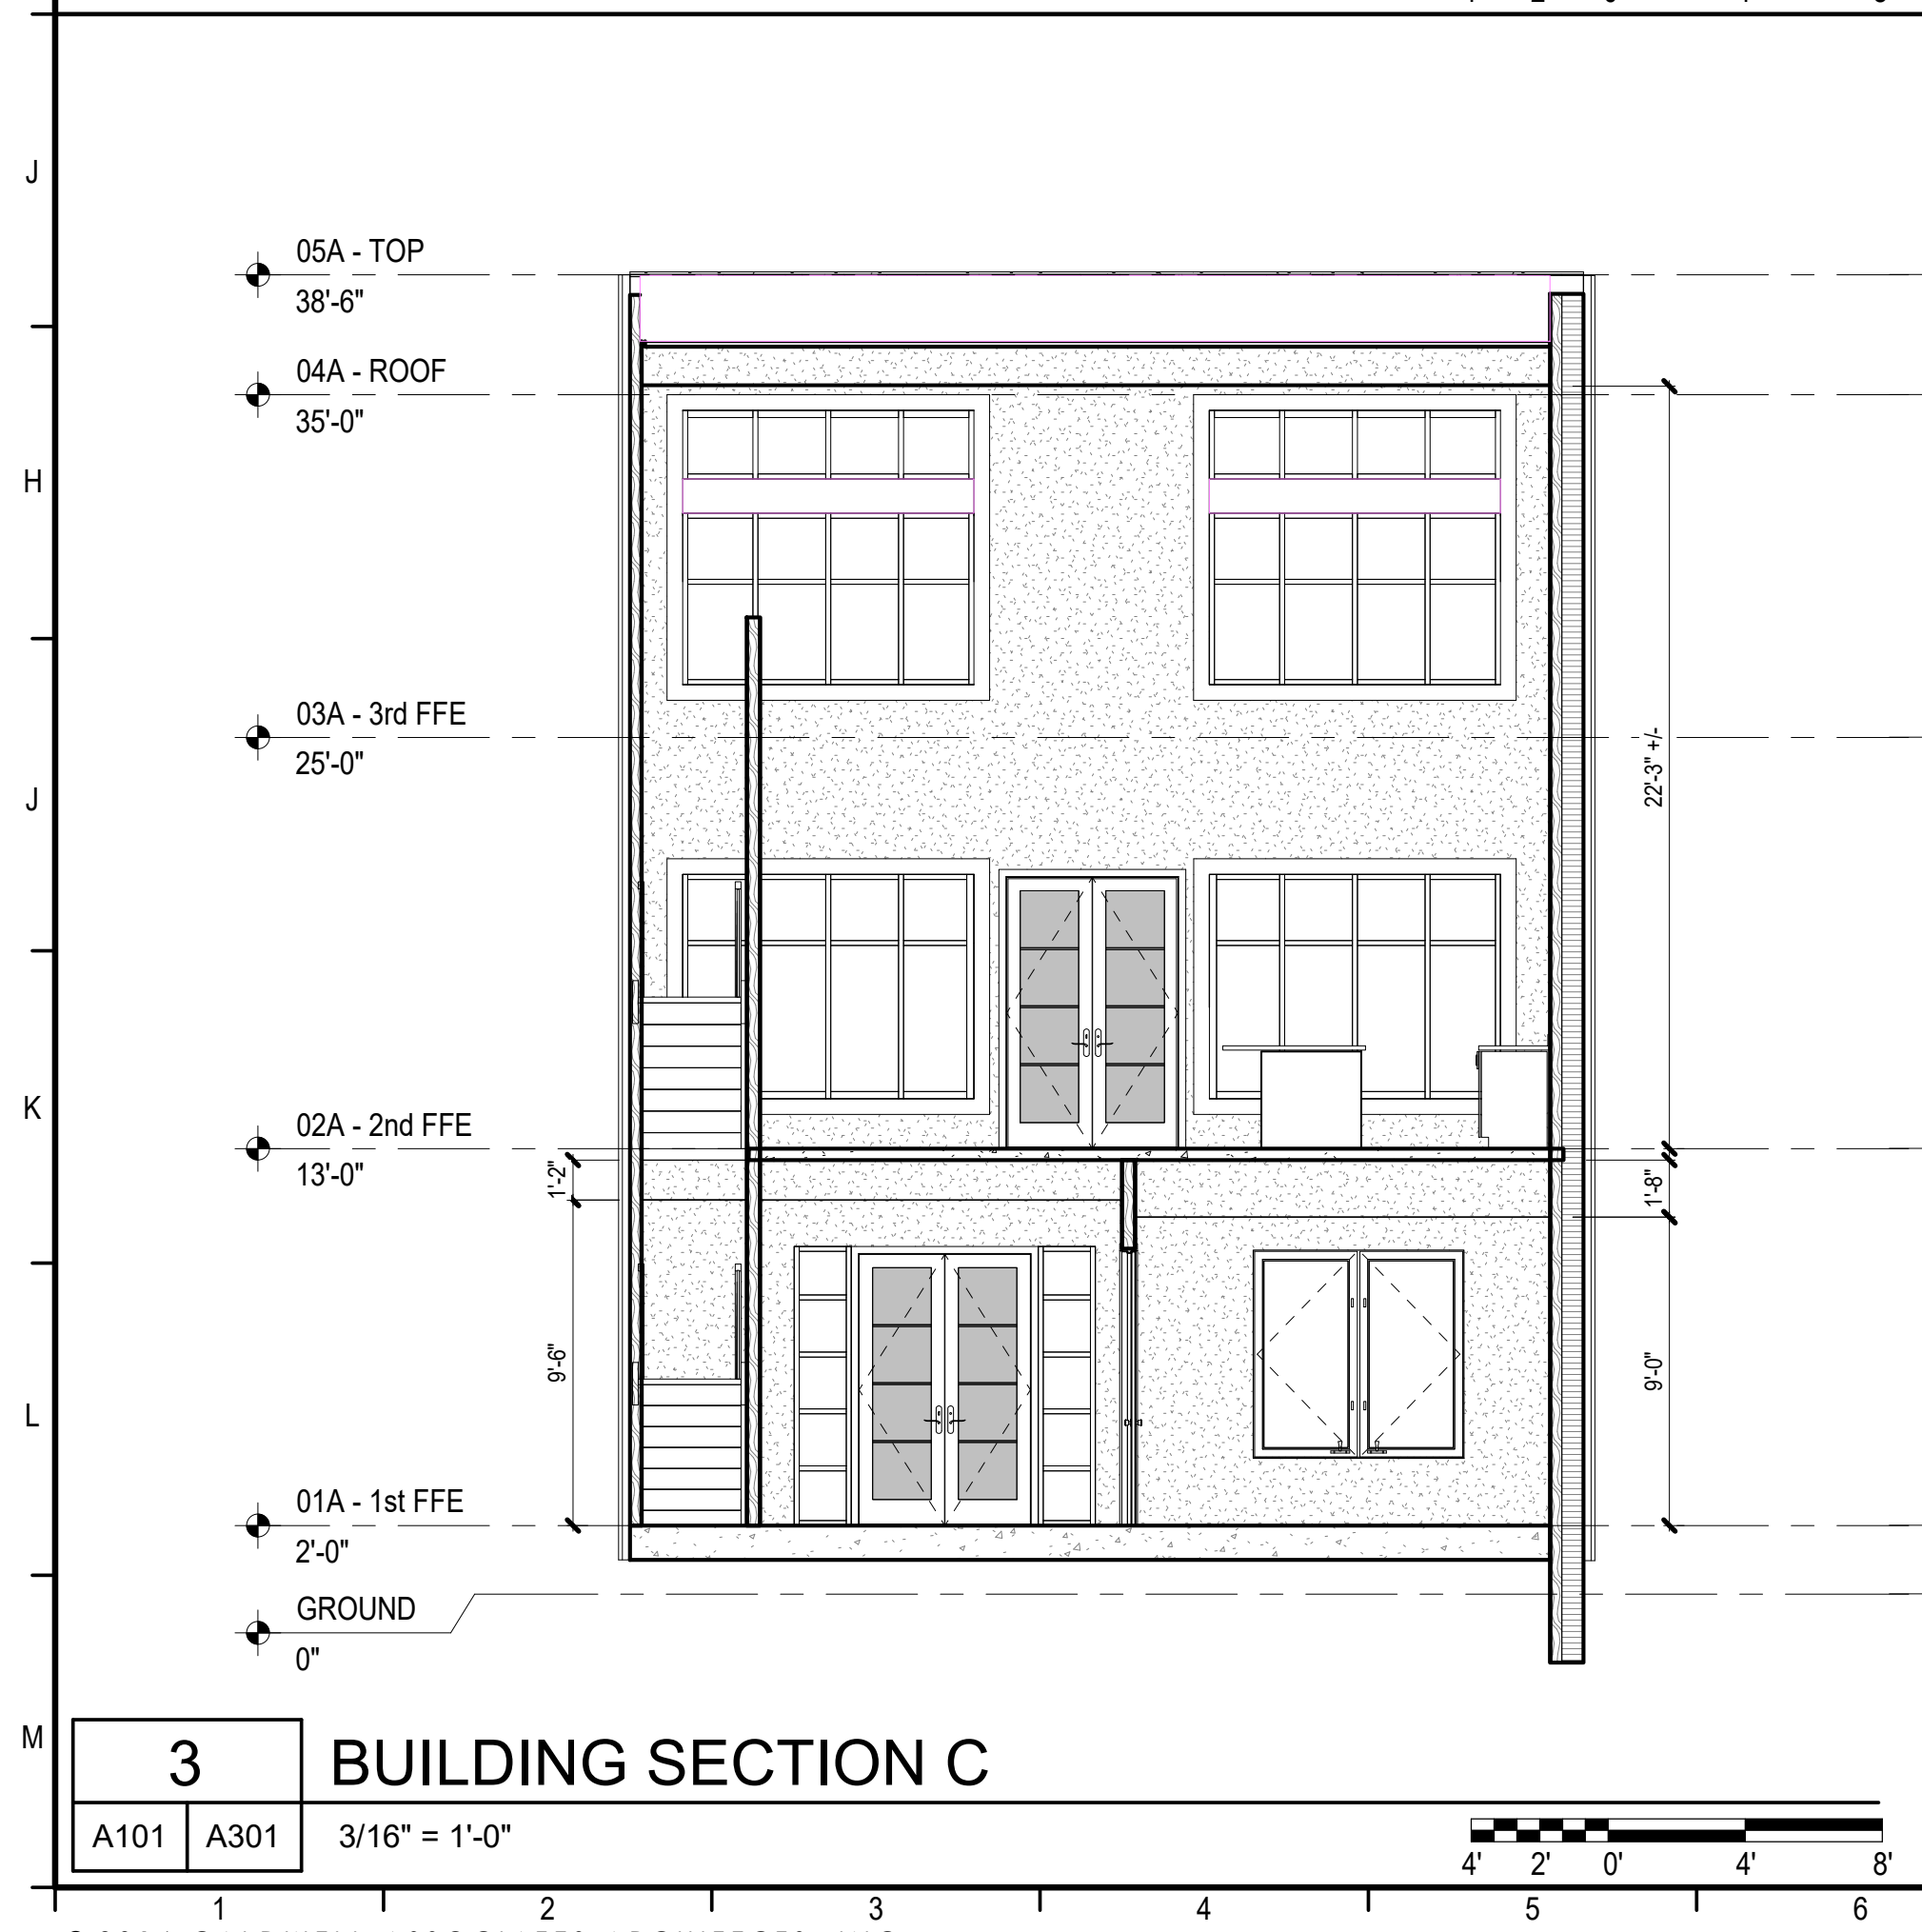 J
05A - TOP
38'-6"
04A - ROOF
35'-0"
H
03A - 3rd FFE
25'-0"
22'-3" +/-
J
K
02A - 2nd FFE
13'-0"
1'-2"
1'-8"
9'-6"
9'-0"
L
01A - 1st FFE
2'-0"
GROUND
0"
M
3
BUILDING SECTION C
A101
A301
3/16" = 1'-0"
4' 2' 0' 4' 8'
1 2 3 4 5 6